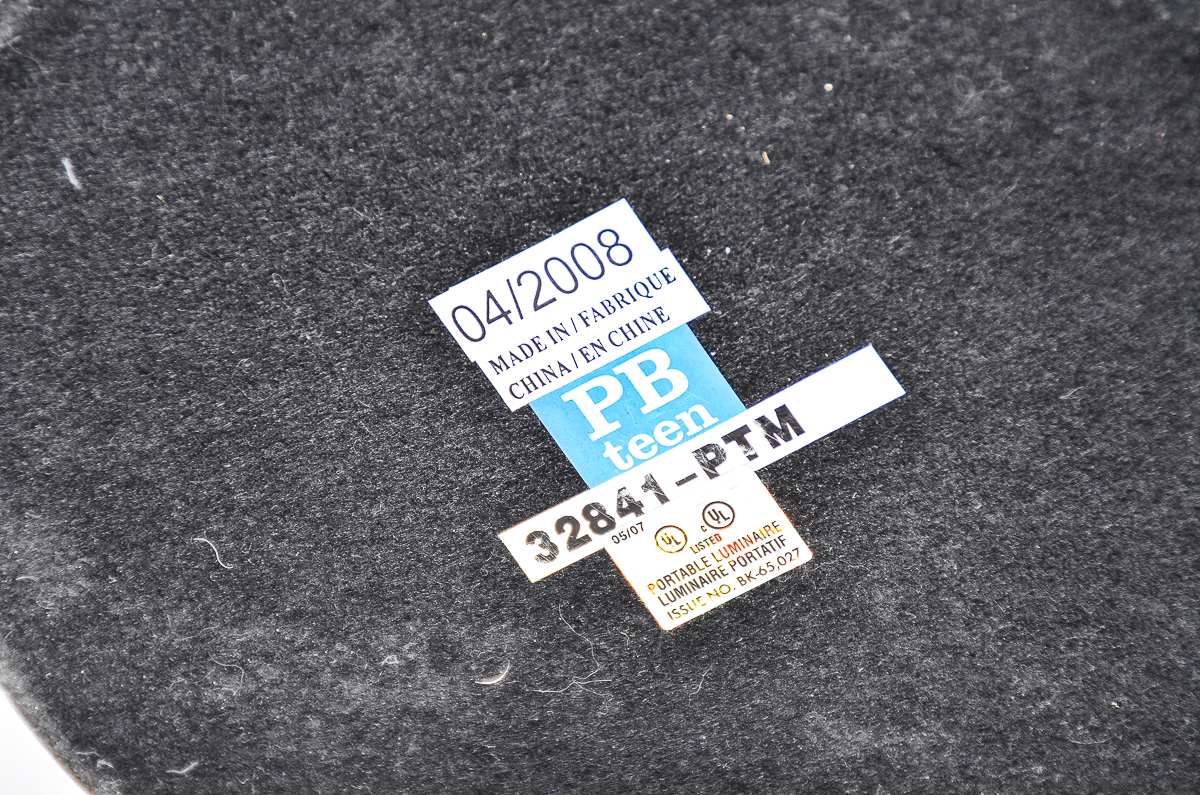 04/2008
MADE IN / FABRIQUE
CHINA / EN CHINE
PB
teen
32841-PTM
05/07
UL
C UL
LISTED
PORTABLE LUMINAIRE
LUMINAIRE PORTATIF
ISSUE NO. BK-65,027